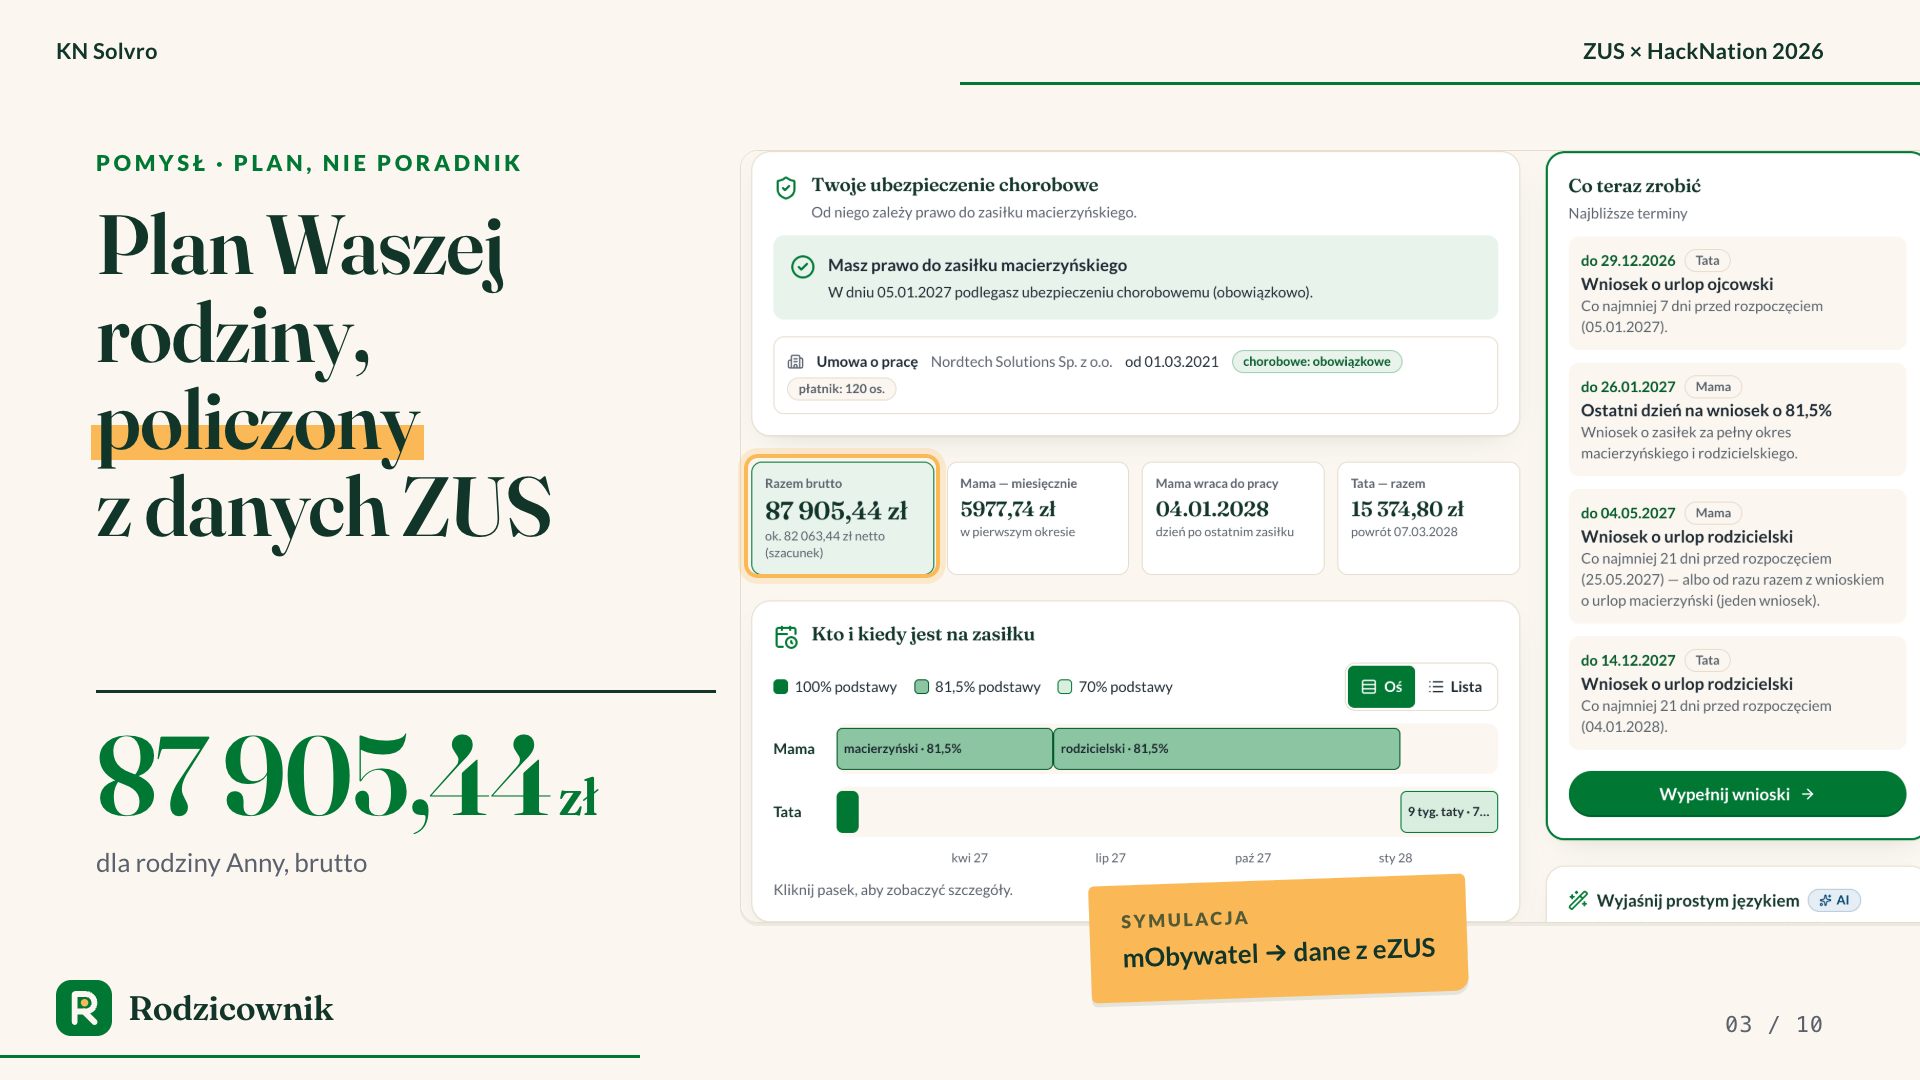 KN Solvro
ZUS × HackNation 2026
POMYSŁ · PLAN, NIE PORADNIK
Plan Waszej
rodziny,
policzony
z danych ZUS
87 905,44 zł
dla rodziny Anny, brutto
Twoje ubezpieczenie chorobowe
Od niego zależy prawo do zasiłku macierzyńskiego.
Masz prawo do zasiłku macierzyńskiego
W dniu 05.01.2027 podlegasz ubezpieczeniu chorobowemu (obowiązkowo).
Umowa o pracę Nordtech Solutions Sp. z o.o. od 01.03.2021 chorobowe: obowiązkowe
płatnik: 120 os.
Razem brutto
87 905,44 zł
ok. 82 063,44 zł netto
(szacunek)
Mama — miesięcznie
5977,74 zł
w pierwszym okresie
Mama wraca do pracy
04.01.2028
dzień po ostatnim zasiłku
Tata — razem
15 374,80 zł
powrót 07.03.2028
Kto i kiedy jest na zasiłku
100% podstawy 81,5% podstawy 70% podstawy
Oś Lista
Mama macierzyński · 81,5% rodzicielski · 81,5%
Tata 9 tyg. taty · 7...
kwi 27 lip 27 paź 27 sty 28
Kliknij pasek, aby zobaczyć szczegóły.
SYMULACJA
mObywatel → dane z eZUS
Co teraz zrobić
Najbliższe terminy
do 29.12.2026 Tata
Wniosek o urlop ojcowski
Co najmniej 7 dni przed rozpoczęciem
(05.01.2027).
do 26.01.2027 Mama
Ostatni dzień na wniosek o 81,5%
Wniosek o zasiłek za pełny okres
macierzyńskiego i rodzicielskiego.
do 04.05.2027 Mama
Wniosek o urlop rodzicielski
Co najmniej 21 dni przed rozpoczęciem
(25.05.2027) — albo od razu razem z wnioskiem
o urlop macierzyński (jeden wniosek).
do 14.12.2027 Tata
Wniosek o urlop rodzicielski
Co najmniej 21 dni przed rozpoczęciem
(04.01.2028).
Wypełnij wnioski →
Wyjaśnij prostym językiem AI
R Rodzicownik
03 / 10